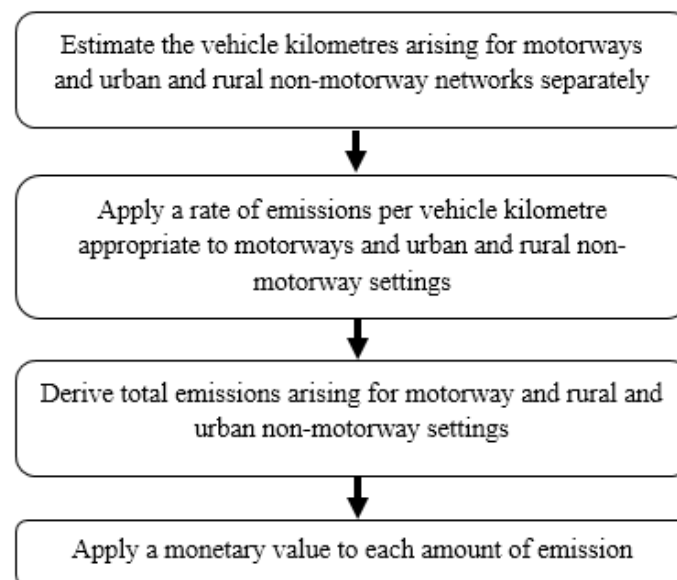 Estimate the vehicle kilometres arising for motorways
and urban and rural non-motorway networks separately
Apply a rate of emissions per vehicle kilometre
appropriate to motorways and urban and rural non-
motorway settings
Derive total emissions arising for motorway and rural and
urban non-motorway settings
Apply a monetary value to each amount of emission